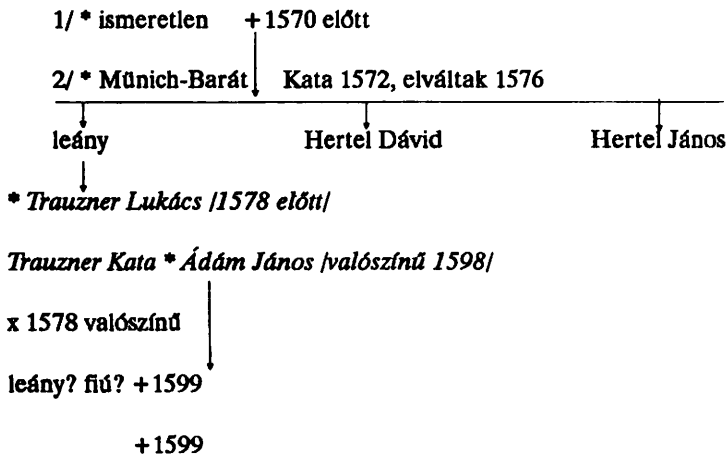 1/ * ismeretlen +1570 előtt
2/ * Münich-Barát Kata 1572, elváltak 1576
leány Hertel Dávid Hertel János
* Trauzner Lukács /1578 előtt/
Trauzner Kata * Ádám János /valószínű 1598/
x 1578 valószínű
leány? fiú? +1599
+1599